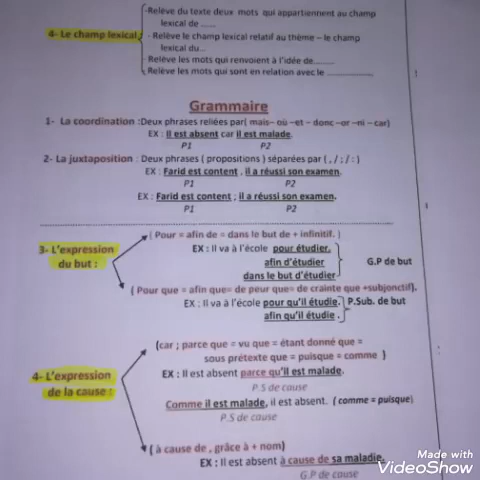 -Relève du texte deux mots qui appartiennent au champ
lexical de ......
4- Le champ lexical
- Relève le champ lexical relatif au thème – le champ
lexical du...
- Relève les mots qui renvoient à l'idée de..........
- Relève les mots qui sont en relation avec le ............
Grammaire
1- La coordination :Deux phrases reliées par( mais– où –et – donc –or –ni – car)
EX : Il est absent car il est malade.
P1 P2
2- La juxtaposition : Deux phrases ( propositions ) séparées par ( , / ; / : )
EX : Farid est content , il a réussi son examen.
P1 P2
EX : Farid est content ; il a réussi son examen.
P1 P2
3- L'expression
du but :
( Pour = afin de = dans le but de + infinitif. )
EX : Il va à l'école pour étudier.
afin d'étudier
dans le but d'étudier
G.P de but
( Pour que = afin que= de peur que= de crainte que +subjonctif).
EX : Il va à l'école pour qu'il étudie.
afin qu'il étudie .
P.Sub. de but
4- L'expression
de la cause :
(car ; parce que = vu que = étant donné que =
sous prétexte que = puisque = comme )
EX : Il est absent parce qu'il est malade.
P.S de cause
Comme il est malade, il est absent. ( comme = puisque)
P.S de cause
( à cause de , grâce à + nom)
EX : Il est absent à cause de sa maladie.
G.P de cause
Made with
VideoShow